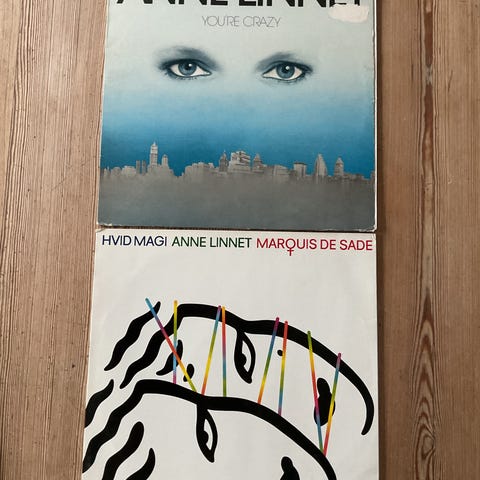 ANNE LINNET
YOU'RE CRAZY
HVID MAGI ANNE LINNET MARQUIS DE SADE